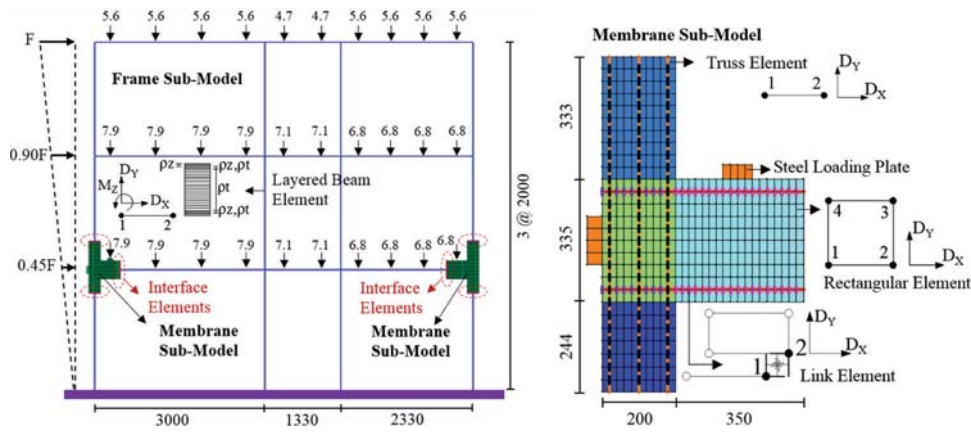 5.6 5.6 5.6 5.6 4.7 4.7 5.6 5.6 5.6 5.6
F
Frame Sub-Model
7.9 7.9 7.9 7.9 7.1 7.1 6.8 6.8 6.8 6.8
0.90F
ρz
ρz,ρt
ρt
ρz,ρt
Layered Beam
Element
MZ
DY
DX
1 2
7.9 7.9 7.9 7.9 7.1 7.1 6.8 6.8 6.8 6.8
0.45F
Interface
Elements
Interface
Elements
Membrane
Sub-Model
Membrane
Sub-Model
3 @ 2000
3000 1330 2330
Membrane Sub-Model
Truss Element
1 2
DY
DX
Steel Loading Plate
333
335
244
4 3
1 2
DY
DX
Rectangular Element
DY
DX
2
1
Link Element
200 350